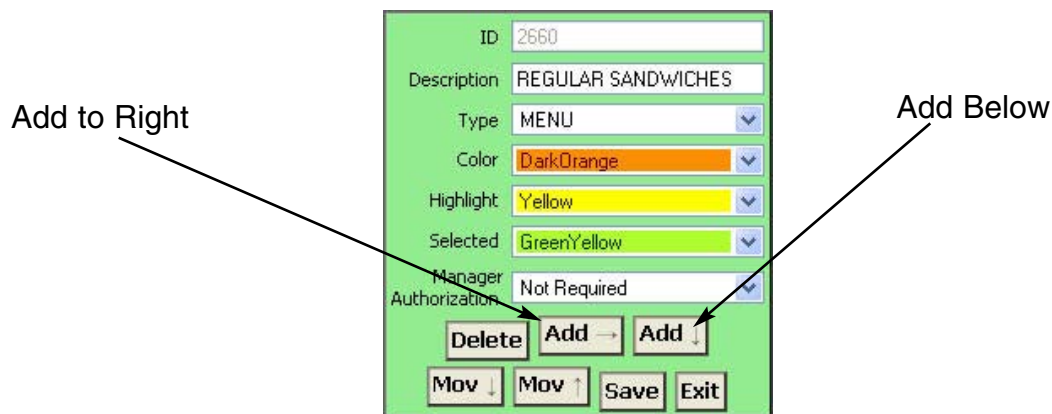 ID 2660
Description REGULAR SANDWICHES
Add to Right
Add Below
Type MENU
Color DarkOrange
Highlight Yellow
Selected GreenYellow
Manager
Authorization Not Required
Delete Add → Add ↓
Mov ↓ Mov ↑ Save Exit